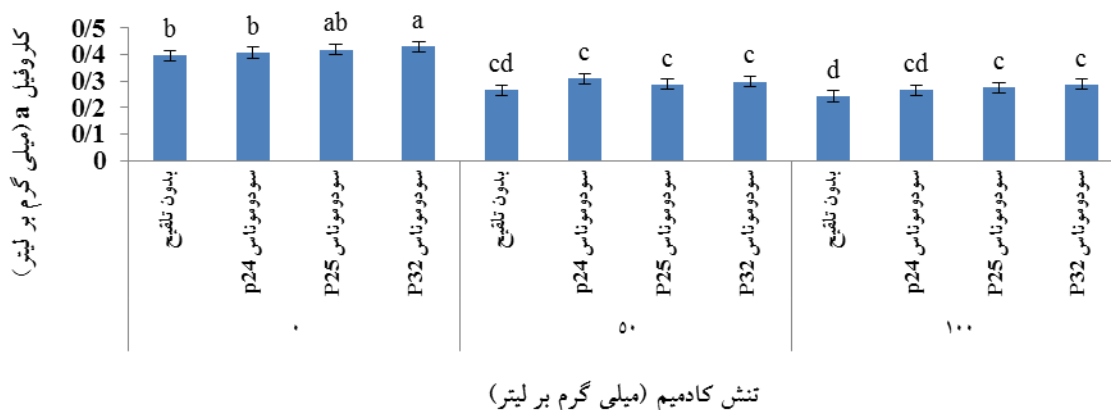 کلروفیل a (میلی گرم بر لیتر)
0/5
0/4
0/3
0/2
0/1
0
b
b
ab
a
cd
c
c
c
d
cd
c
c
بدون تلقیح
سودوموناس p24
سودوموناس P25
سودوموناس P32
بدون تلقیح
سودوموناس p24
سودوموناس P25
سودوموناس P32
بدون تلقیح
سودوموناس p24
سودوموناس P25
سودوموناس P32
۰
۵۰
۱۰۰
تنش کادمیم (میلی گرم بر لیتر)